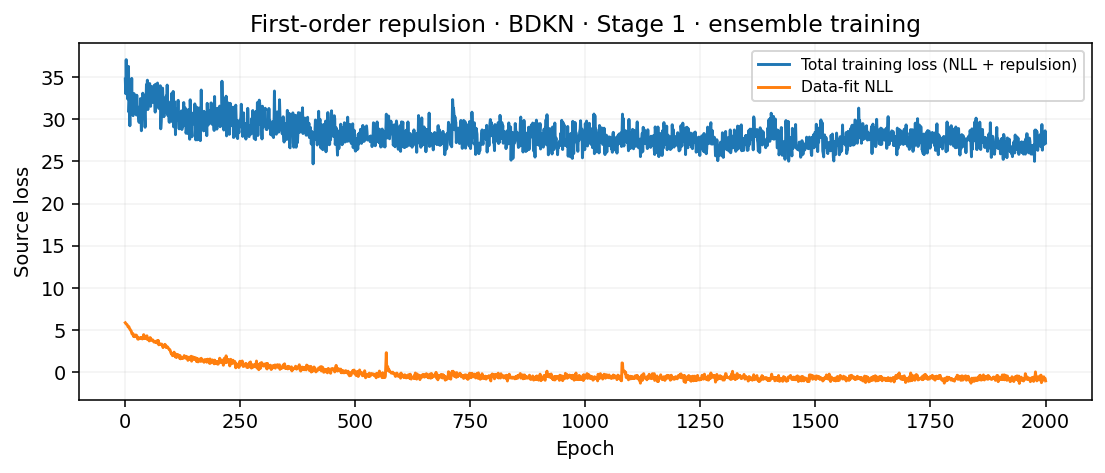 First-order repulsion · BDKN · Stage 1 · ensemble training
Total training loss (NLL + repulsion)
Data-fit NLL
Source loss
35
30
25
20
15
10
5
0
0 250 500 750 1000 1250 1500 1750 2000
Epoch